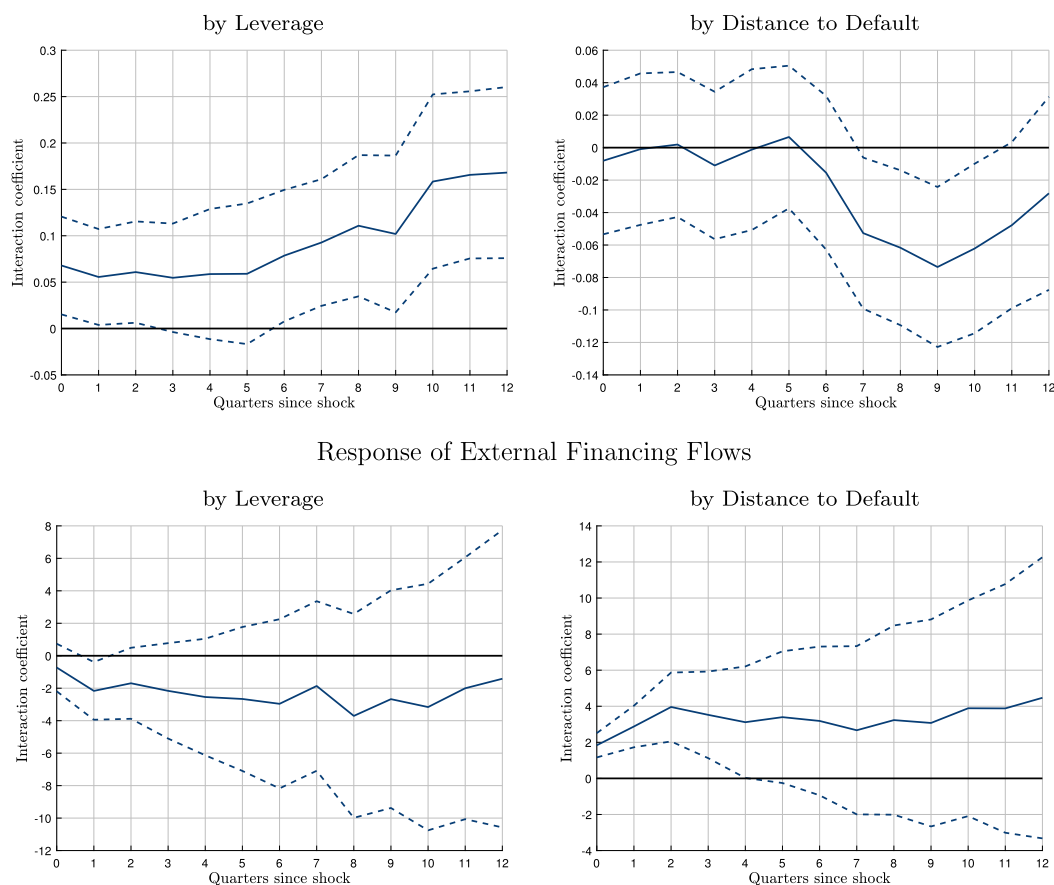 by Leverage
by Distance to Default
Interaction coefficient
0.3
0.25
0.2
0.15
0.1
0.05
0
-0.05
0 1 2 3 4 5 6 7 8 9 10 11 12
Quarters since shock
Interaction coefficient
0.06
0.04
0.02
0
-0.02
-0.04
-0.06
-0.08
-0.1
-0.12
-0.14
0 1 2 3 4 5 6 7 8 9 10 11 12
Quarters since shock
Response of External Financing Flows
by Leverage
by Distance to Default
Interaction coefficient
8
6
4
2
0
-2
-4
-6
-8
-10
-12
0 1 2 3 4 5 6 7 8 9 10 11 12
Quarters since shock
Interaction coefficient
14
12
10
8
6
4
2
0
-2
-4
0 1 2 3 4 5 6 7 8 9 10 11 12
Quarters since shock